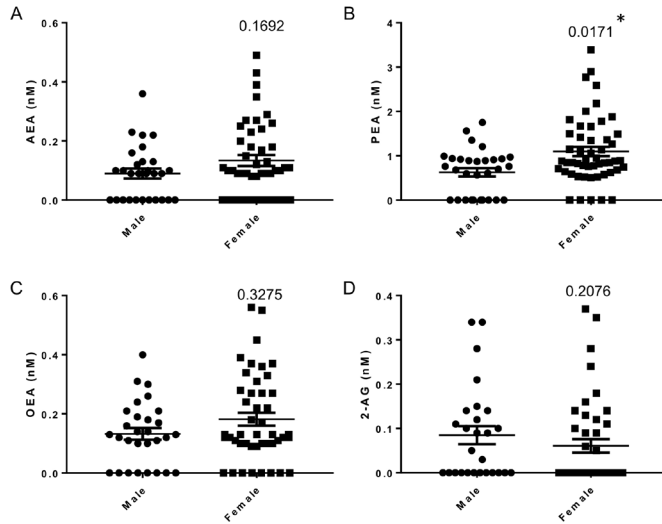 A
0.6
0.4
0.2
0.0
AEA (nM)
0.1692
Male
Female
B
4
3
2
1
0
PEA (nM)
0.0171 *
Male
Female
C
0.6
0.4
0.2
0.0
OEA (nM)
0.3275
Male
Female
D
0.4
0.3
0.2
0.1
0.0
2-AG (nM)
0.2076
Male
Female